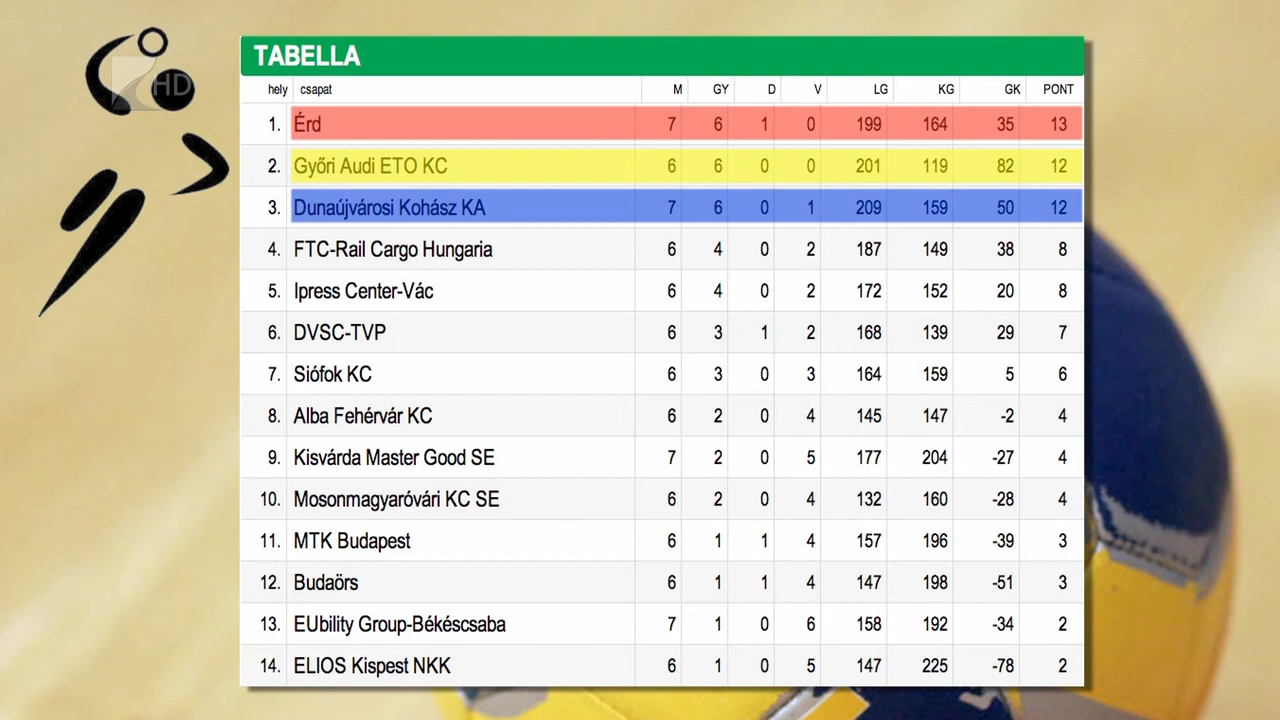 HD
TABELLA
hely csapat M GY D V LG KG GK PONT
1. Érd 7 6 1 0 199 164 35 13
2. Győri Audi ETO KC 6 6 0 0 201 119 82 12
3. Dunaújvárosi Kohász KA 7 6 0 1 209 159 50 12
4. FTC-Rail Cargo Hungaria 6 4 0 2 187 149 38 8
5. Ipress Center-Vác 6 4 0 2 172 152 20 8
6. DVSC-TVP 6 3 1 2 168 139 29 7
7. Siófok KC 6 3 0 3 164 159 5 6
8. Alba Fehérvár KC 6 2 0 4 145 147 -2 4
9. Kisvárda Master Good SE 7 2 0 5 177 204 -27 4
10. Mosonmagyaróvári KC SE 6 2 0 4 132 160 -28 4
11. MTK Budapest 6 1 1 4 157 196 -39 3
12. Budaörs 6 1 1 4 147 198 -51 3
13. EUbility Group-Békéscsaba 7 1 0 6 158 192 -34 2
14. ELIOS Kispest NKK 6 1 0 5 147 225 -78 2